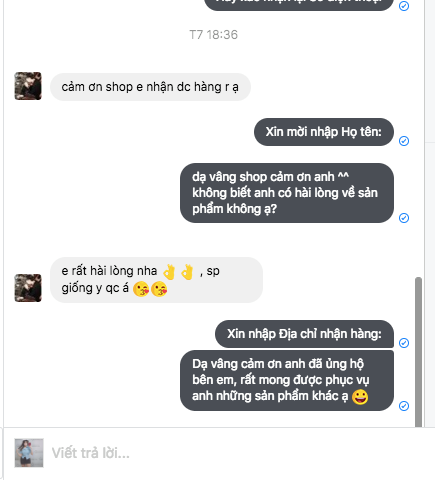 T7 18:36
cảm ơn shop e nhận dc hàng r ạ
Xin mời nhập Họ tên:
dạ vâng shop cảm ơn anh ^^
không biết anh có hài lòng về sản
phẩm không ạ?
e rất hài lòng nha 👌 👌 , sp
giống y qc á 😘😘
Xin nhập Địa chỉ nhận hàng:
Dạ vâng cảm ơn anh đã ủng hộ
bên em, rất mong được phục vụ
anh những sản phẩm khác ạ 😀
Viết trả lời...